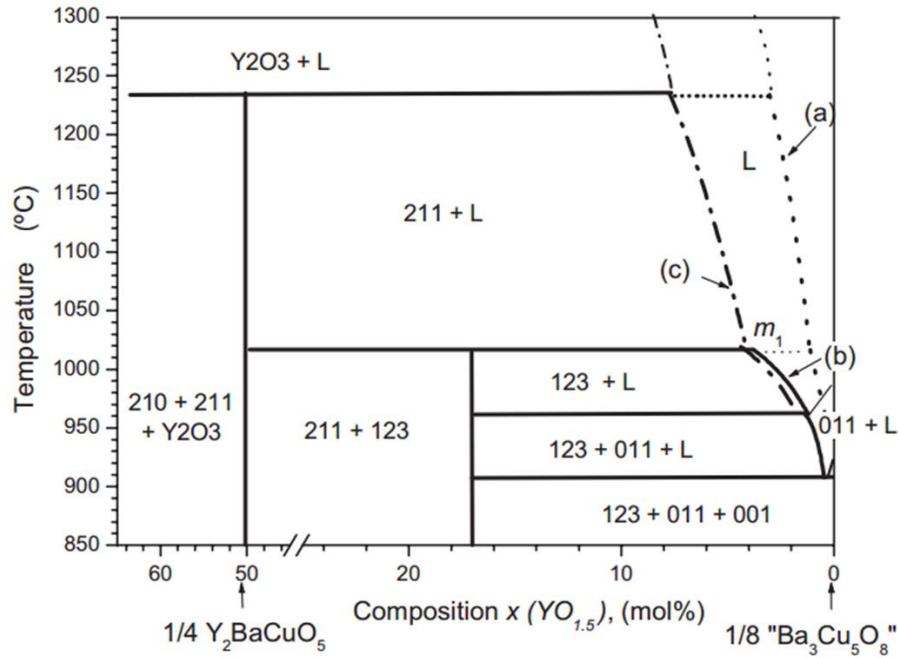 1300
1250
1200
1150
1100
1050
1000
950
900
850
Temperature (ºC)
Y2O3 + L
(a)
L
211 + L
(c)
m₁
(b)
123 + L
011 + L
210 + 211
+ Y2O3
211 + 123
123 + 011 + L
123 + 011 + 001
60
50
20
10
0
Composition x (YO₁.₅), (mol%)
1/4 Y₂BaCuO₅
1/8 "Ba₃Cu₅O₈"